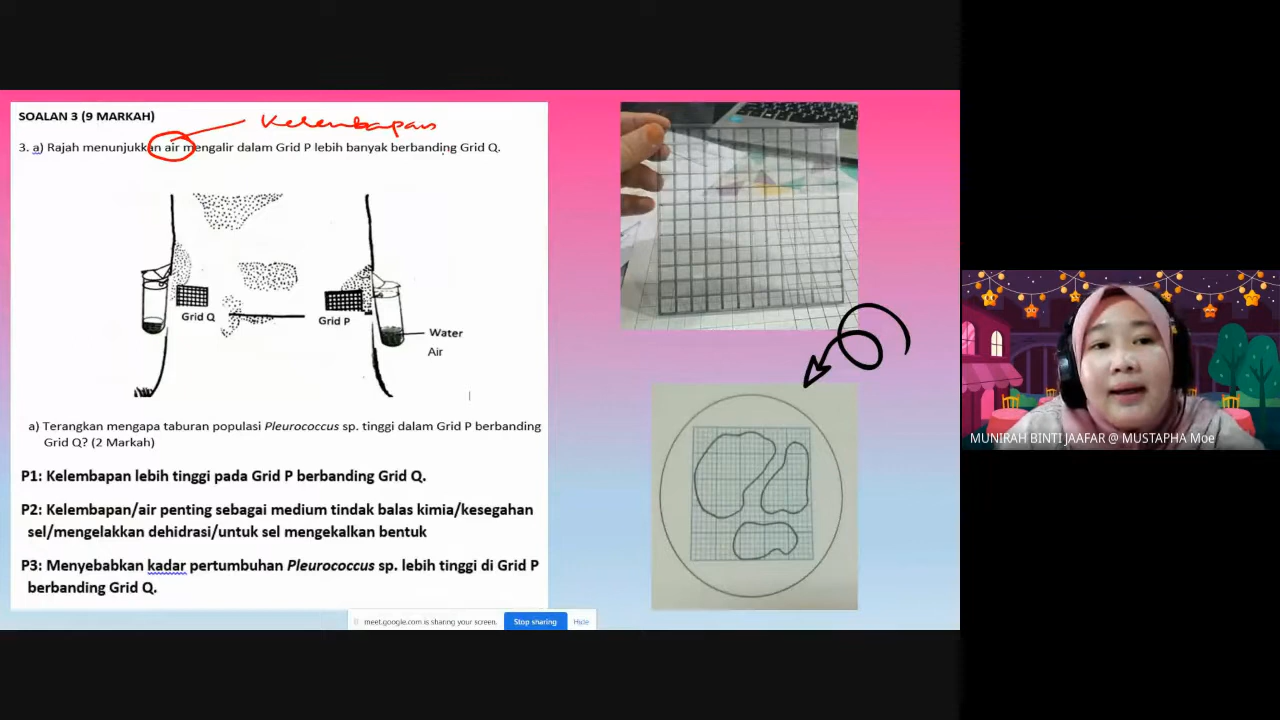 SOALAN 3 (9 MARKAH)
Kelembapan
3. a) Rajah menunjukkan air mengalir dalam Grid P lebih banyak berbanding Grid Q.
Grid Q
Grid P
Water
Air
a) Terangkan mengapa taburan populasi Pleurococcus sp. tinggi dalam Grid P berbanding
Grid Q? (2 Markah)
P1: Kelembapan lebih tinggi pada Grid P berbanding Grid Q.
P2: Kelembapan/air penting sebagai medium tindak balas kimia/kesegahan
sel/mengelakkan dehidrasi/untuk sel mengekalkan bentuk
P3: Menyebabkan kadar pertumbuhan Pleurococcus sp. lebih tinggi di Grid P
berbanding Grid Q.
meet.google.com is sharing your screen.
Stop sharing
Hide
MUNIRAH BINTI JAAFAR @ MUSTAPHA Moe